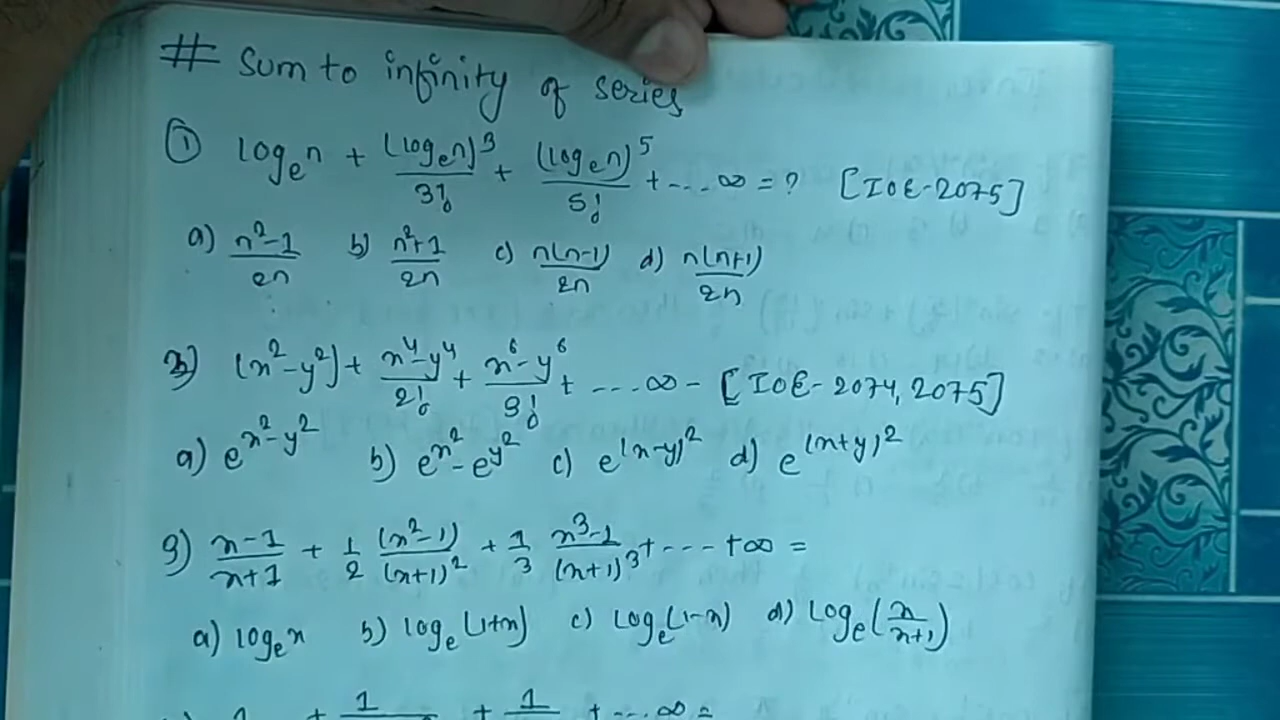 # Sum to infinity of series
① logₑn + (logₑn)³/3! + (logₑn)⁵/5! + ... ∞ = ? [IOE-2075]
a) n²-1/2n b) n²+1/2n c) n(n-1)/2n d) n(n+1)/2n
2) (x²-y²) + x⁴-y⁴/2! + x⁶-y⁶/3! + ... ∞ - [IOE-2074, 2075]
a) e^(x²-y²) b) e^(x²) - e^(y²) c) e^((x-y)²) d) e^((x+y)²)
3) x-1/x+1 + 1/2 (x²-1)/(x+1)² + 1/3 x³-1/(x+1)³ + --- +∞ =
a) logₑx b) logₑ(1+x) c) logₑ(1-x) d) logₑ(x/x+1)
1 + 1 + 1 + ... ∞ =